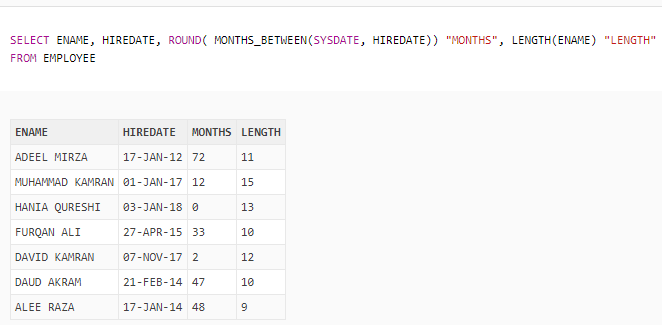 SELECT ENAME, HIREDATE, ROUND( MONTHS_BETWEEN(SYSDATE, HIREDATE)) "MONTHS", LENGTH(ENAME) "LENGTH"
FROM EMPLOYEE
ENAME HIREDATE MONTHS LENGTH
ADEEL MIRZA 17-JAN-12 72 11
MUHAMMAD KAMRAN 01-JAN-17 12 15
HANIA QURESHI 03-JAN-18 0 13
FURQAN ALI 27-APR-15 33 10
DAVID KAMRAN 07-NOV-17 2 12
DAUD AKRAM 21-FEB-14 47 10
ALEE RAZA 17-JAN-14 48 9